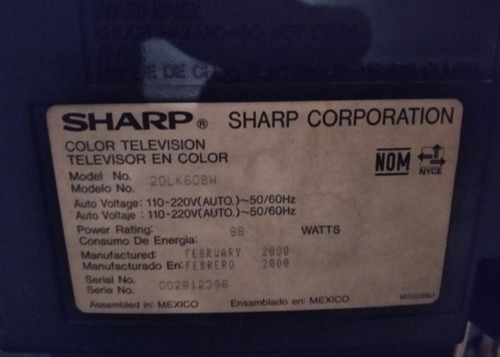 SHARP® SHARP CORPORATION
COLOR TELEVISION
TELEVISOR EN COLOR
NOM NYCE
Model No. 20LK60BW
Modelo No.
Auto Voltage: 110-220V(AUTO.)~50/60Hz
Auto Voltaje : 110-220V(AUTO.)~50/60Hz
Power Rating: 98 WATTS
Consumo De Energia:
Manufactured: FEBRUARY 2000
Manufacturado En: FEBRERO 2000
Serial No.
Serie No. 002812396
Assembled in: MEXICO Ensamblado en: MEXICO